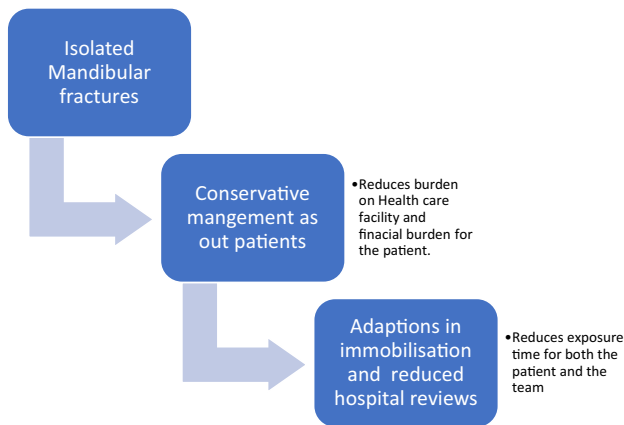 Isolated
Mandibular
fractures
Conservative
mangement as
out patients
•Reduces burden
on Health care
facility and
finacial burden for
the patient.
Adaptions in
immobilisation
and reduced
hospital reviews
•Reduces exposure
time for both the
patient and the
team